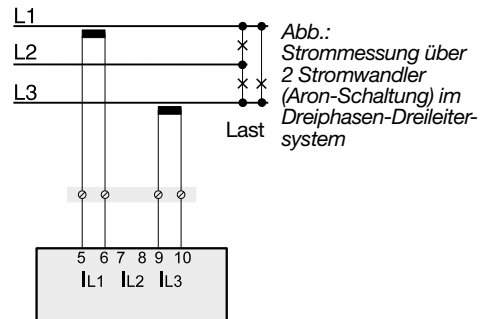 L1
L2
L3
Abb.:
Strommessung über
2 Stromwandler
(Aron-Schaltung) im
Dreiphasen-Dreileiter-
system
Last
5 6 7 8 9 10
IL1 IL2 IL3